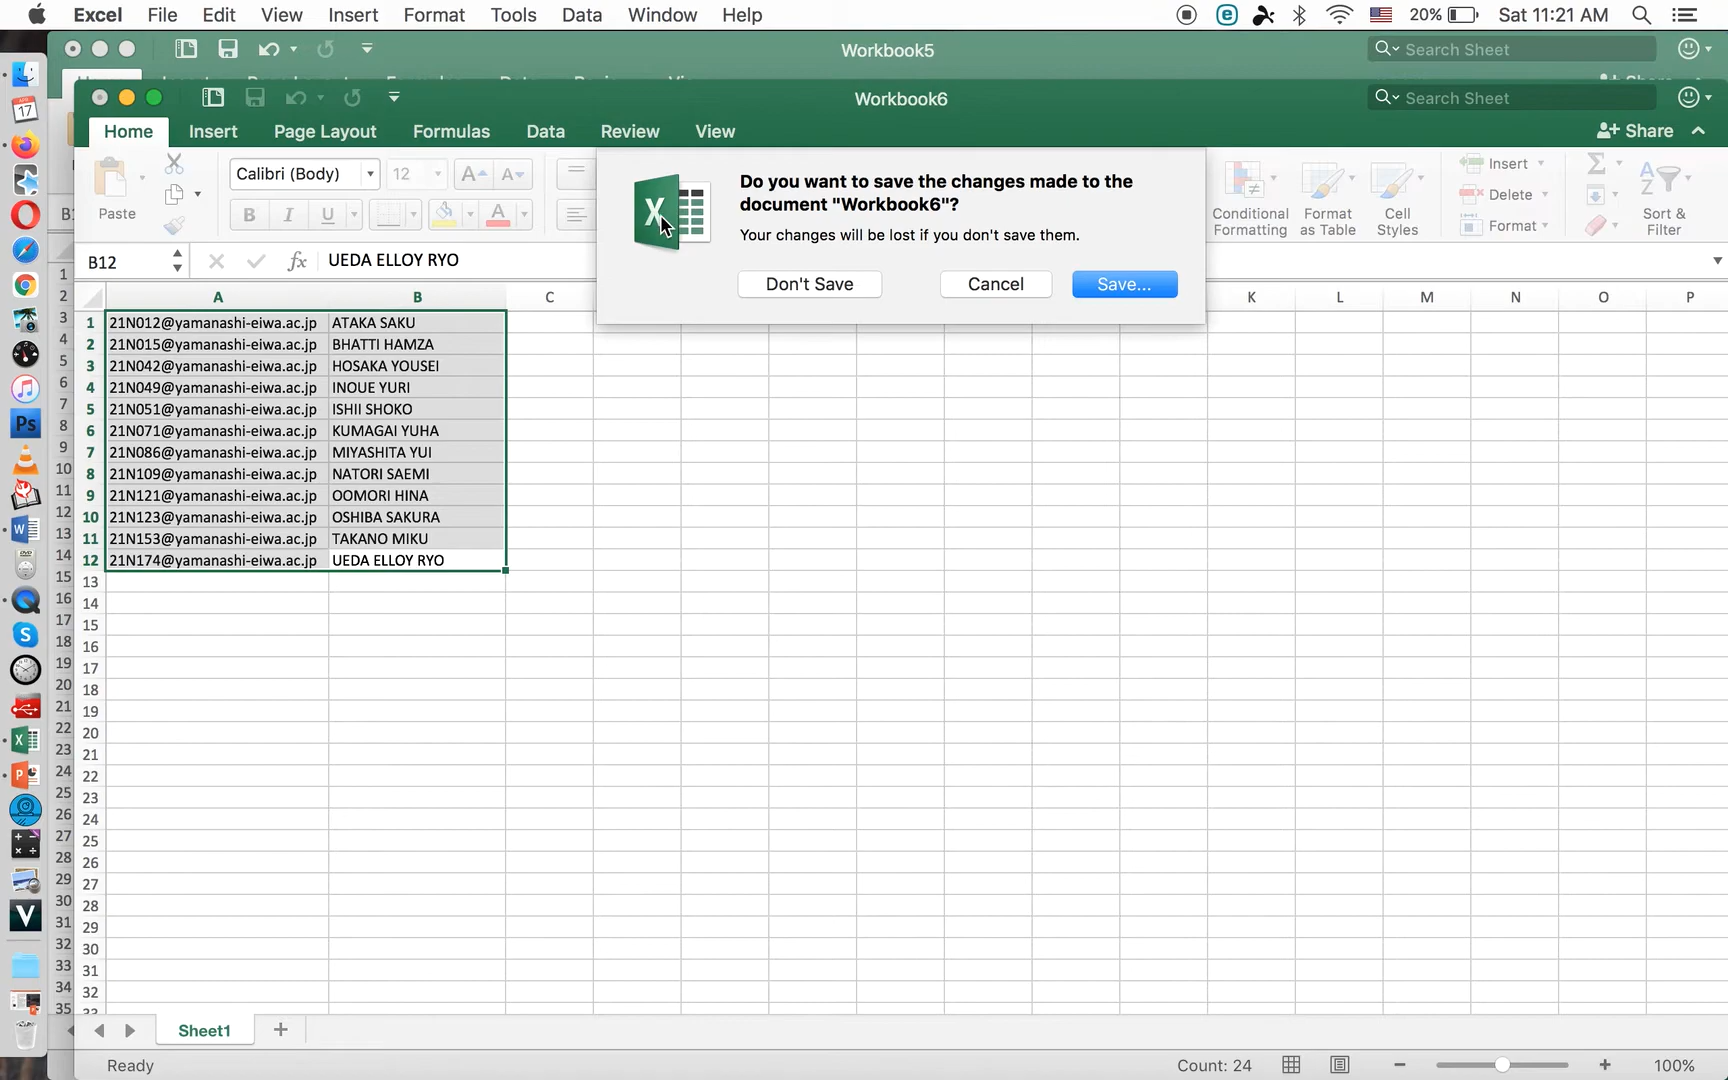 Excel File Edit View Insert Format Tools Data Window Help 20% Sat 11:21 AM
Workbook5 Search Sheet
Workbook6 Search Sheet
Home Insert Page Layout Formulas Data Review View Share
Paste Calibri (Body) 12
B I U A
Conditional Formatting Format as Table Cell Styles
Insert
Delete
Format
Sort & Filter
Do you want to save the changes made to the
document "Workbook6"?
Your changes will be lost if you don't save them.
Don't Save Cancel Save...
B12 fx UEDA ELLOY RYO
A B C K L M N O P
1 21N012@yamanashi-eiwa.ac.jp ATAKA SAKU
2 21N015@yamanashi-eiwa.ac.jp BHATTI HAMZA
3 21N042@yamanashi-eiwa.ac.jp HOSAKA YOUSEI
4 21N049@yamanashi-eiwa.ac.jp INOUE YURI
5 21N051@yamanashi-eiwa.ac.jp ISHII SHOKO
6 21N071@yamanashi-eiwa.ac.jp KUMAGAI YUHA
7 21N086@yamanashi-eiwa.ac.jp MIYASHITA YUI
8 21N109@yamanashi-eiwa.ac.jp NATORI SAEMI
9 21N121@yamanashi-eiwa.ac.jp OOMORI HINA
10 21N123@yamanashi-eiwa.ac.jp OSHIBA SAKURA
11 21N153@yamanashi-eiwa.ac.jp TAKANO MIKU
12 21N174@yamanashi-eiwa.ac.jp UEDA ELLOY RYO
13
14
15
16
17
18
19
20
21
22
23
24
25
26
27
28
29
30
31
32
Sheet1
Ready Count: 24 100%